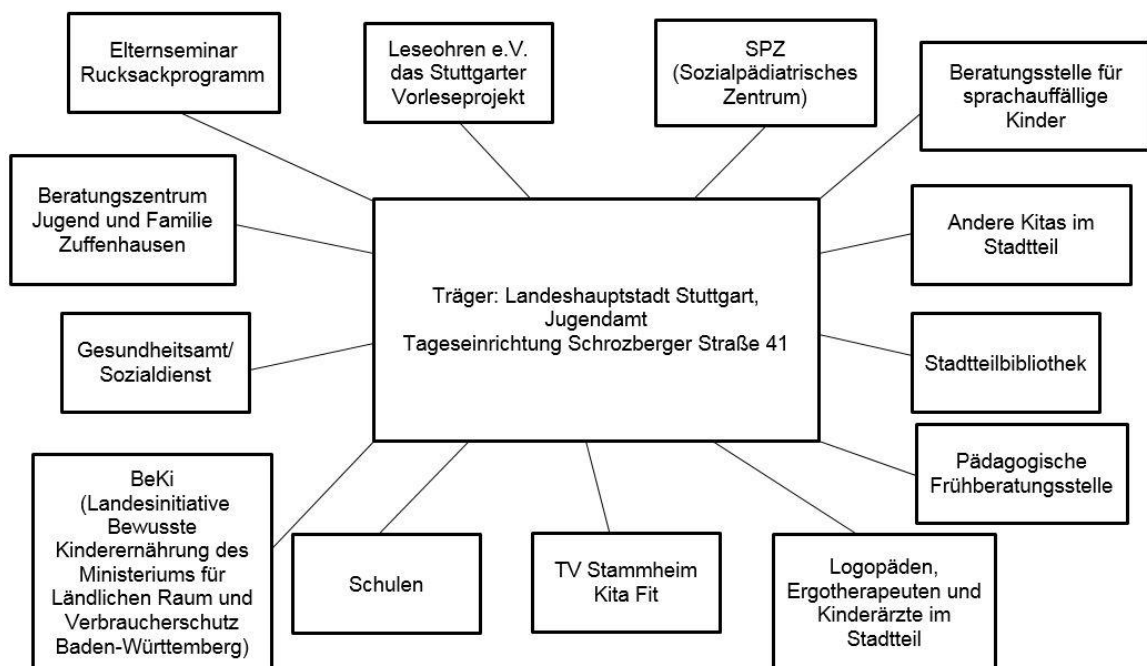 Elternseminar
Rucksackprogramm
Leseohren e.V.
das Stuttgarter
Vorleseprojekt
SPZ
(Sozialpädiatrisches
Zentrum)
Beratungsstelle für
sprachauffällige
Kinder
Beratungszentrum
Jugend und Familie
Zuffenhausen
Andere Kitas im
Stadtteil
Träger: Landeshauptstadt Stuttgart,
Jugendamt
Tageseinrichtung Schrozberger Straße 41
Gesundheitsamt/
Sozialdienst
Stadtteilbibliothek
Pädagogische
Frühberatungsstelle
BeKi
(Landesinitiative
Bewusste
Kinderernährung des
Ministeriums für
Ländlichen Raum und
Verbraucherschutz
Baden-Württemberg)
Schulen
TV Stammheim
Kita Fit
Logopäden,
Ergotherapeuten und
Kinderärzte im
Stadtteil